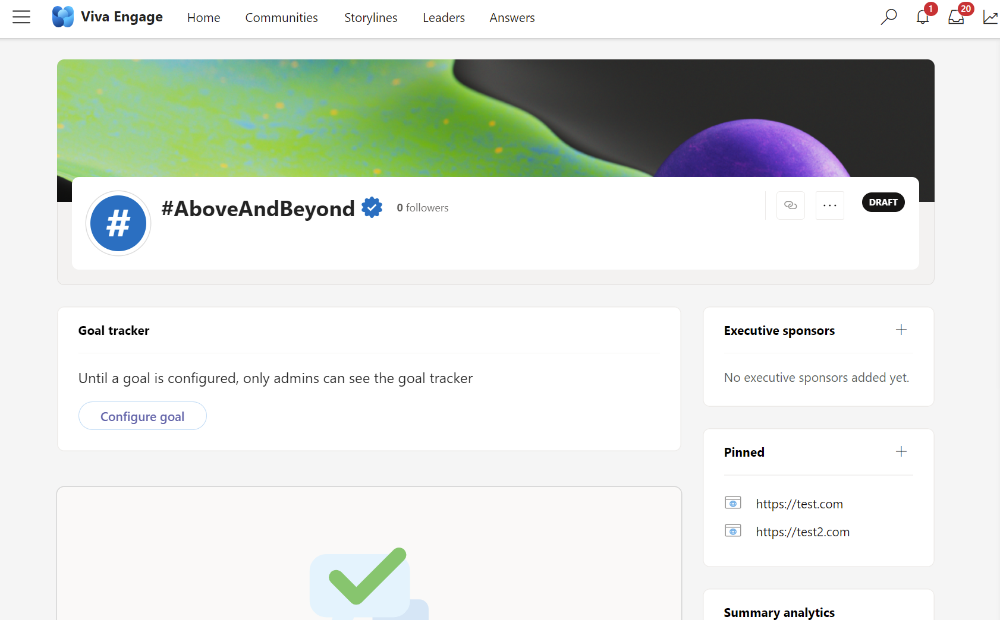 Viva Engage Home Communities Storylines Leaders Answers 1 20
#
#AboveAndBeyond 0 followers ... DRAFT
Goal tracker
Until a goal is configured, only admins can see the goal tracker
Configure goal
Executive sponsors
No executive sponsors added yet.
Pinned
https://test.com
https://test2.com
Summary analytics